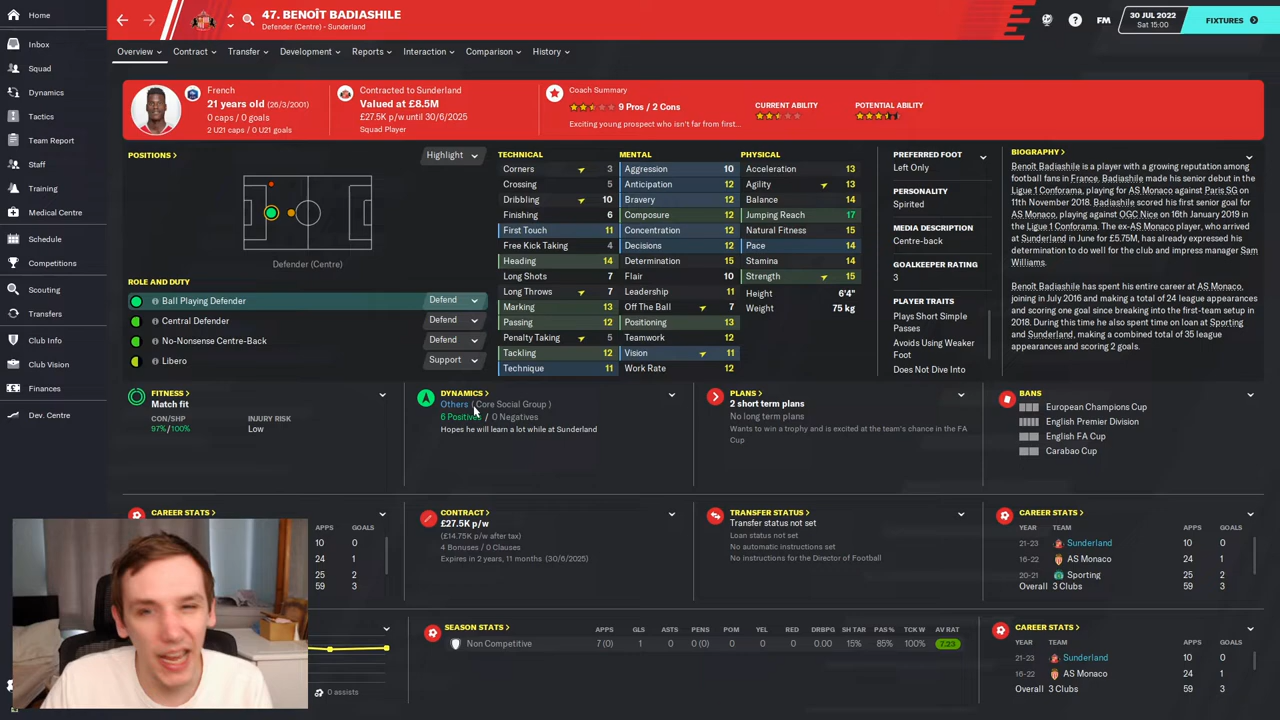 Home
47. BENOÎT BADIASHILE
Defender (Centre) - Sunderland
FM
30 JUL 2022
Sat 15:00
FIXTURES
Inbox
Squad
Dynamics
Tactics
Team Report
Staff
Training
Medical Centre
Schedule
Competitions
Scouting
Transfers
Club Info
Club Vision
Finances
Dev. Centre
Overview
Contract
Transfer
Development
Reports
Interaction
Comparison
History
French
21 years old (26/3/2001)
0 caps / 0 goals
2 U21 caps / 0 U21 goals
Contracted to Sunderland
Valued at £8.5M
£27.5K p/w until 30/6/2025
Squad Player
Coach Summary
9 Pros / 2 Cons
Exciting young prospect who isn't far from first...
CURRENT ABILITY
POTENTIAL ABILITY
POSITIONS
Highlight
Defender (Centre)
ROLE AND DUTY
Ball Playing Defender Defend
Central Defender Defend
No-Nonsense Centre-Back Defend
Libero Support
TECHNICAL
Corners 3
Crossing 5
Dribbling 10
Finishing 6
First Touch 11
Free Kick Taking 4
Heading 14
Long Shots 7
Long Throws 7
Marking 13
Passing 12
Penalty Taking 5
Tackling 12
Technique 11
MENTAL
Aggression 10
Anticipation 12
Bravery 12
Composure 12
Concentration 12
Decisions 12
Determination 15
Flair 10
Leadership 11
Off The Ball 7
Positioning 13
Teamwork 12
Vision 11
Work Rate 12
PHYSICAL
Acceleration 13
Agility 13
Balance 14
Jumping Reach 17
Natural Fitness 15
Pace 14
Stamina 14
Strength 15
Height 6'4"
Weight 75 kg
PREFERRED FOOT
Left Only
PERSONALITY
Spirited
MEDIA DESCRIPTION
Centre-back
GOALKEEPER RATING
3
PLAYER TRAITS
Plays Short Simple
Passes
Avoids Using Weaker
Foot
Does Not Dive Into
BIOGRAPHY
Benoît Badiashile is a player with a growing reputation among
football fans in France. Badiashile made his senior debut in the
Ligue 1 Conforama, playing for AS Monaco against Paris SG on
11th November 2018. Badiashile scored his first senior goal for
AS Monaco, playing against OGC Nice on 16th January 2019 in
the Ligue 1 Conforama. The ex-AS Monaco player, who arrived
at Sunderland in June for £5.75M, has already expressed his
determination to do well for the club and impress manager Sam
Williams.
Benoît Badiashile has spent his entire career at AS Monaco,
joining in July 2016 and making a total of 24 league appearances
and scoring one goal since breaking into the first-team setup in
2018. During this time he also spent time on loan at Sporting
and Sunderland, making a combined total of 35 league
appearances and scoring 2 goals.
FITNESS
Match fit
CON/SHP
97%/100%
INJURY RISK
Low
DYNAMICS
Others ( Core Social Group )
6 Positives / 0 Negatives
Hopes he will learn a lot while at Sunderland
PLANS
2 short term plans
No long term plans
Wants to win a trophy and is excited at the team's chance in the FA
Cup
BANS
European Champions Cup
English Premier Division
English FA Cup
Carabao Cup
CAREER STATS
APPS GOALS
10 0
24 1
25 2
59 3
CONTRACT
£27.5K p/w
(£14.75K p/w after tax)
4 Bonuses / 0 Clauses
Expires in 2 years, 11 months (30/6/2025)
TRANSFER STATUS
Transfer status not set
Loan status not set
No automatic instructions set
No instructions for the Director of Football
CAREER STATS
YEAR TEAM APPS GOALS
21-23 Sunderland 10 0
16-22 AS Monaco 24 1
20-21 Sporting 25 2
Overall 3 Clubs 59 3
0 assists
SEASON STATS APPS GLS ASTS PENS POM YEL RED DRBPG SH TAR PAS% TCK W AV RAT
Non Competitive 7 (0) 1 0 0 (0) 0 0 0 0.00 15% 85% 100% 7.23
CAREER STATS
YEAR TEAM APPS GOALS
21-23 Sunderland 10 0
16-22 AS Monaco 24 1
Overall 3 Clubs 59 3